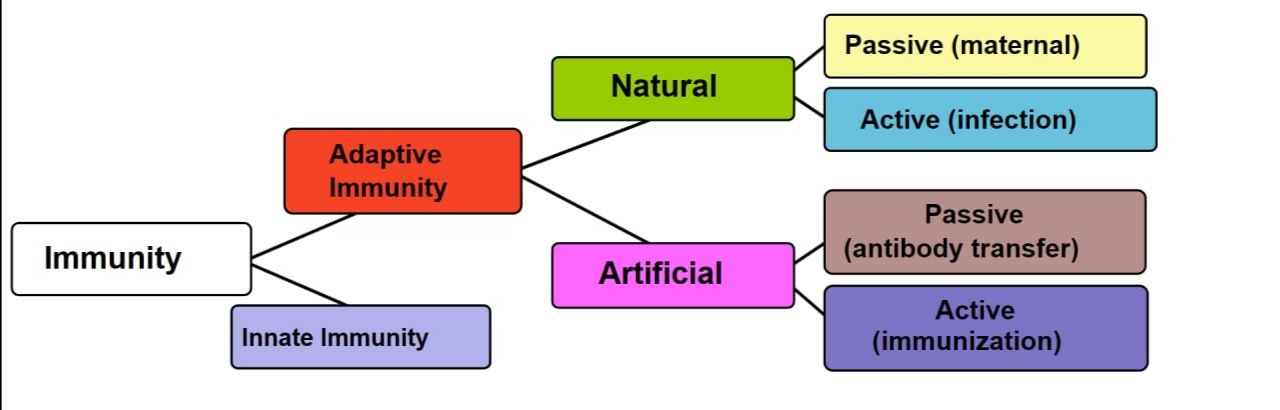 Passive (maternal)
Natural
Active (infection)
Adaptive
Immunity
Passive
(antibody transfer)
Immunity
Artificial
Active
(immunization)
Innate Immunity